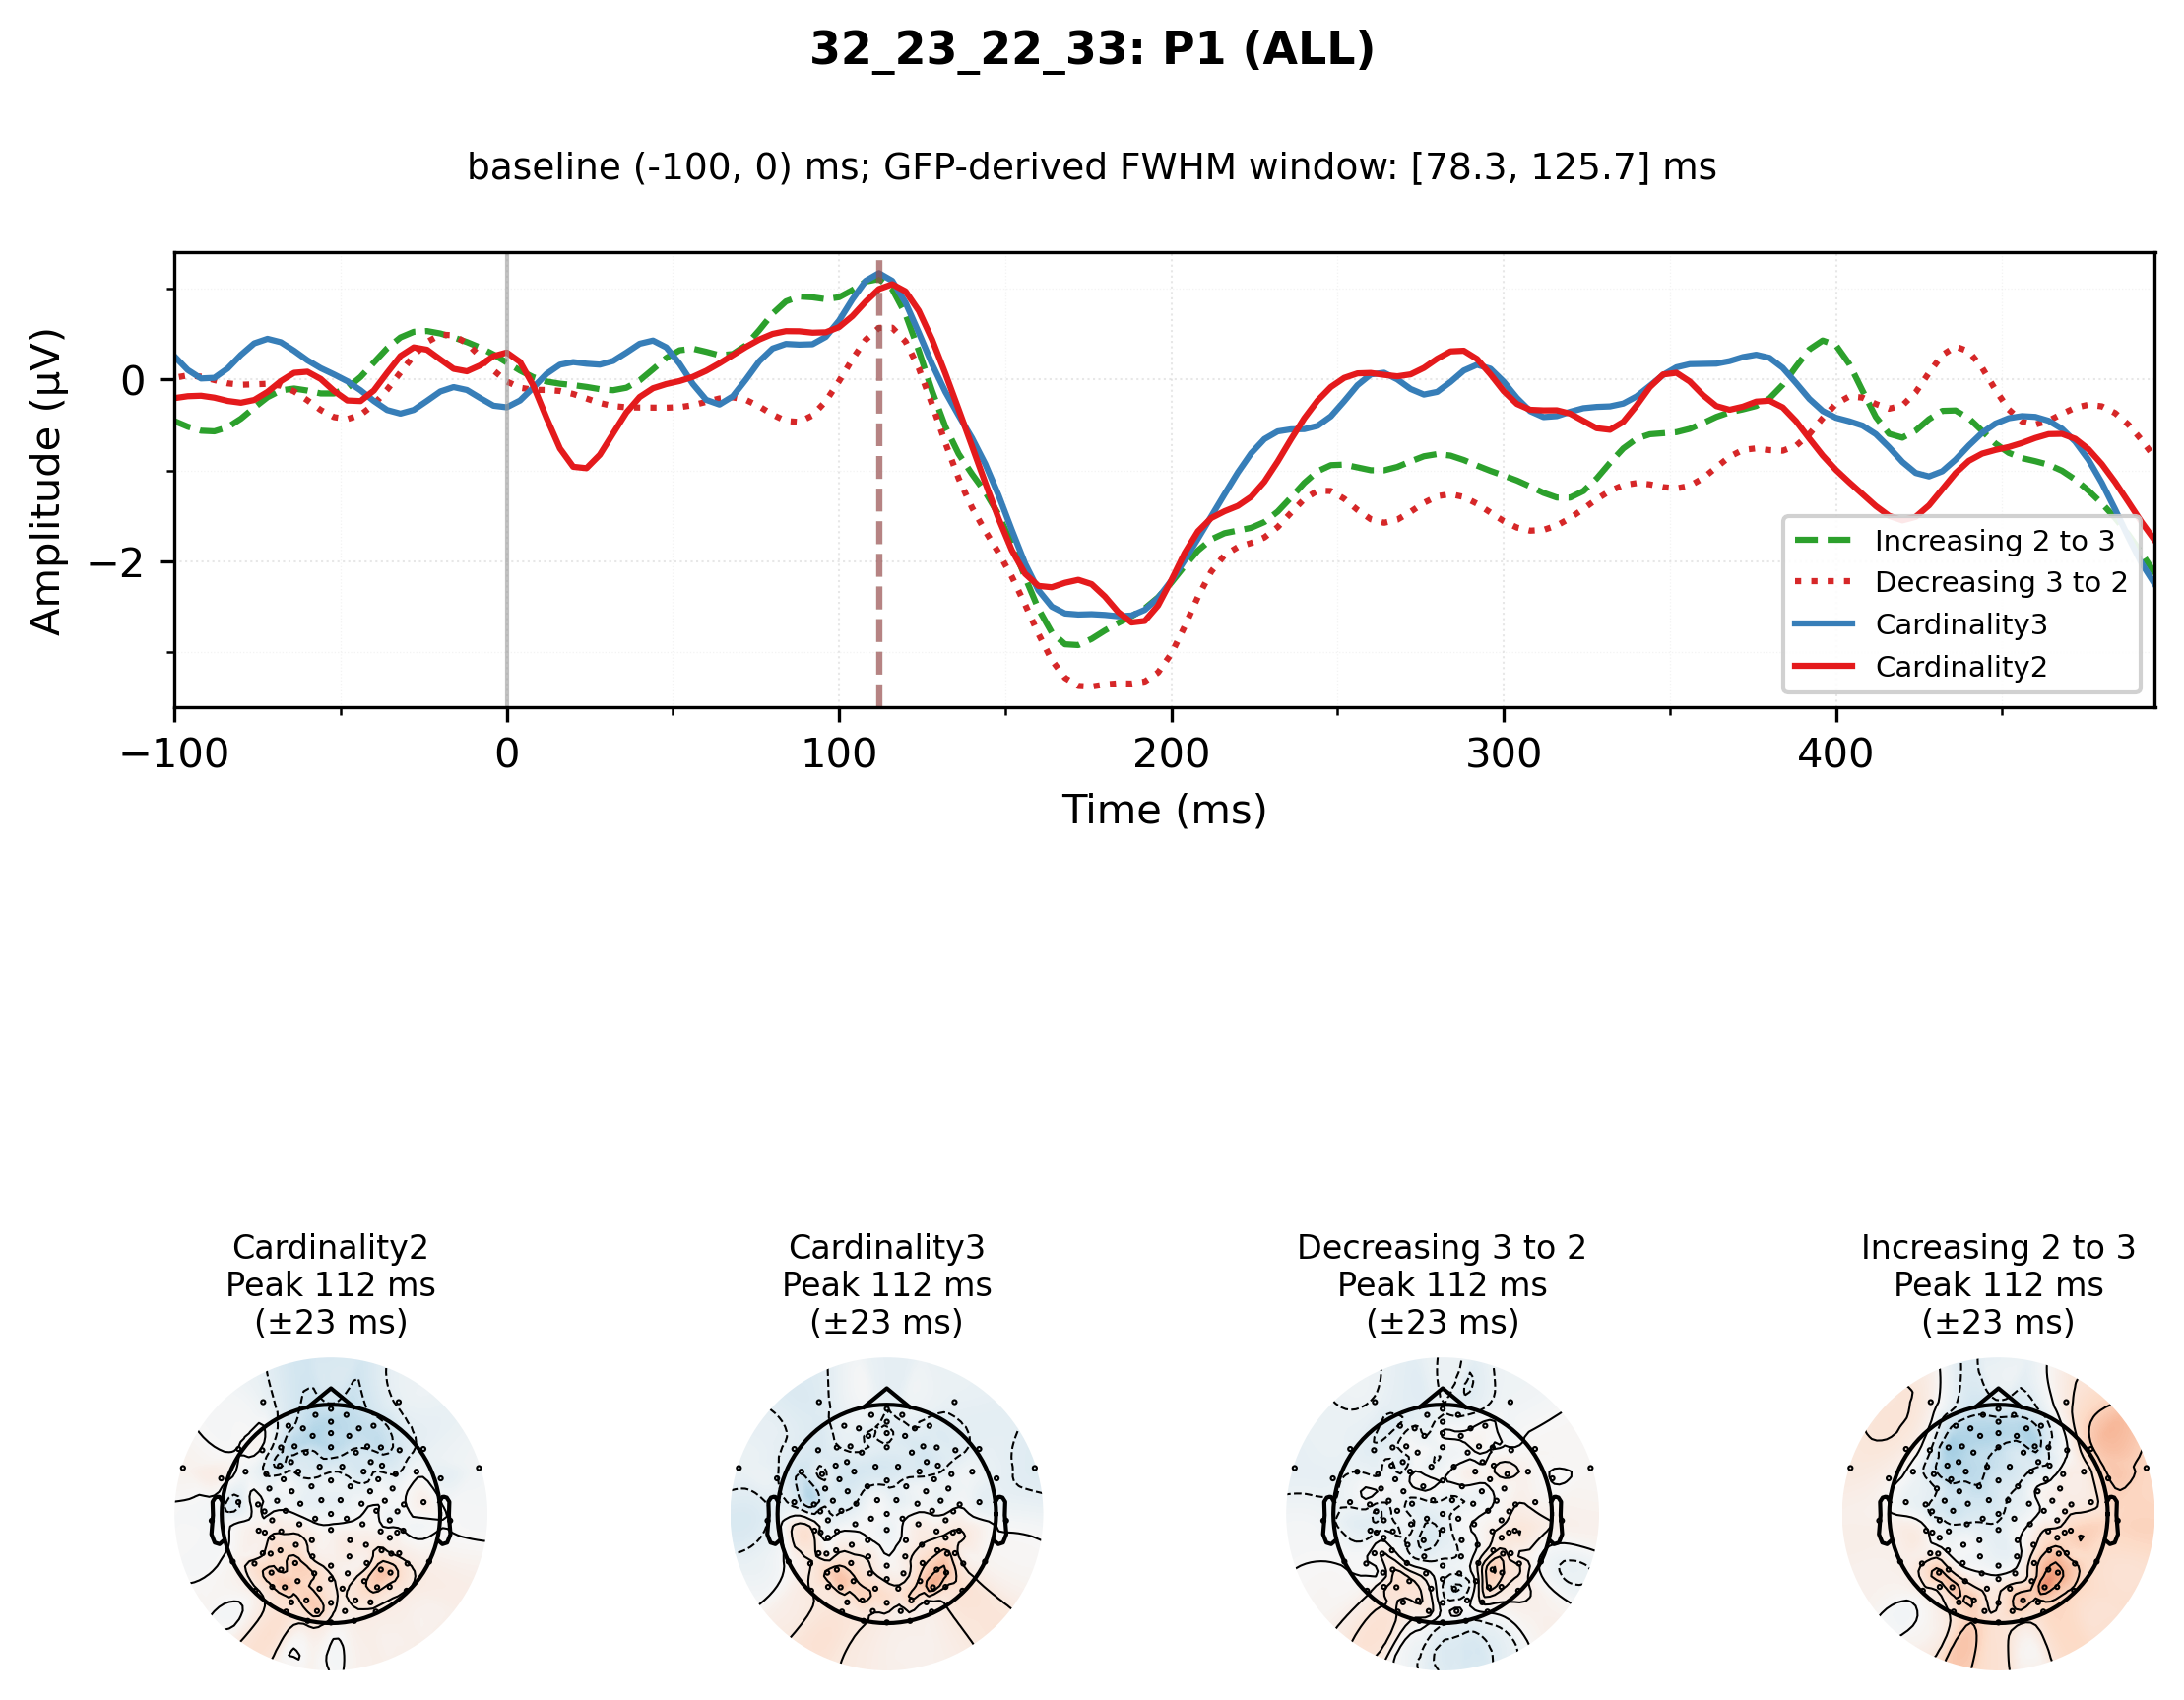 32_23_22_33: P1 (ALL)
baseline (-100, 0) ms; GFP-derived FWHM window: [78.3, 125.7] ms
Amplitude (µV)
0
−2
−100
0
100
200
300
400
Time (ms)
Increasing 2 to 3
Decreasing 3 to 2
Cardinality3
Cardinality2
Cardinality2
Peak 112 ms
(±23 ms)
Cardinality3
Peak 112 ms
(±23 ms)
Decreasing 3 to 2
Peak 112 ms
(±23 ms)
Increasing 2 to 3
Peak 112 ms
(±23 ms)